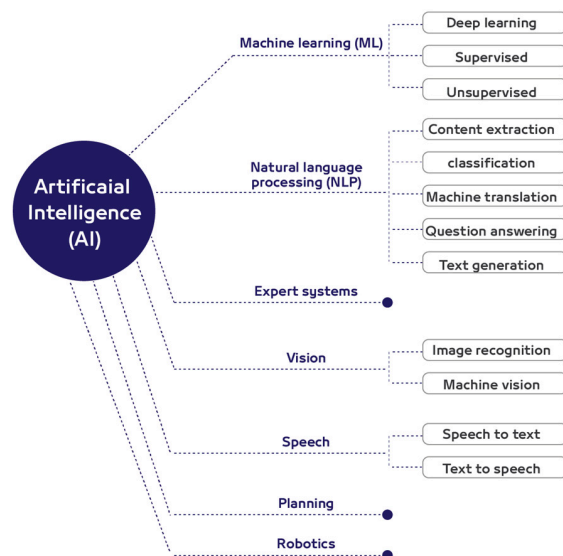 Artificaial
Intelligence
(AI)
Machine learning (ML)
Deep learning
Supervised
Unsupervised
Natural language
processing (NLP)
Content extraction
classification
Machine translation
Question answering
Text generation
Expert systems
Vision
Image recognition
Machine vision
Speech
Speech to text
Text to speech
Planning
Robotics